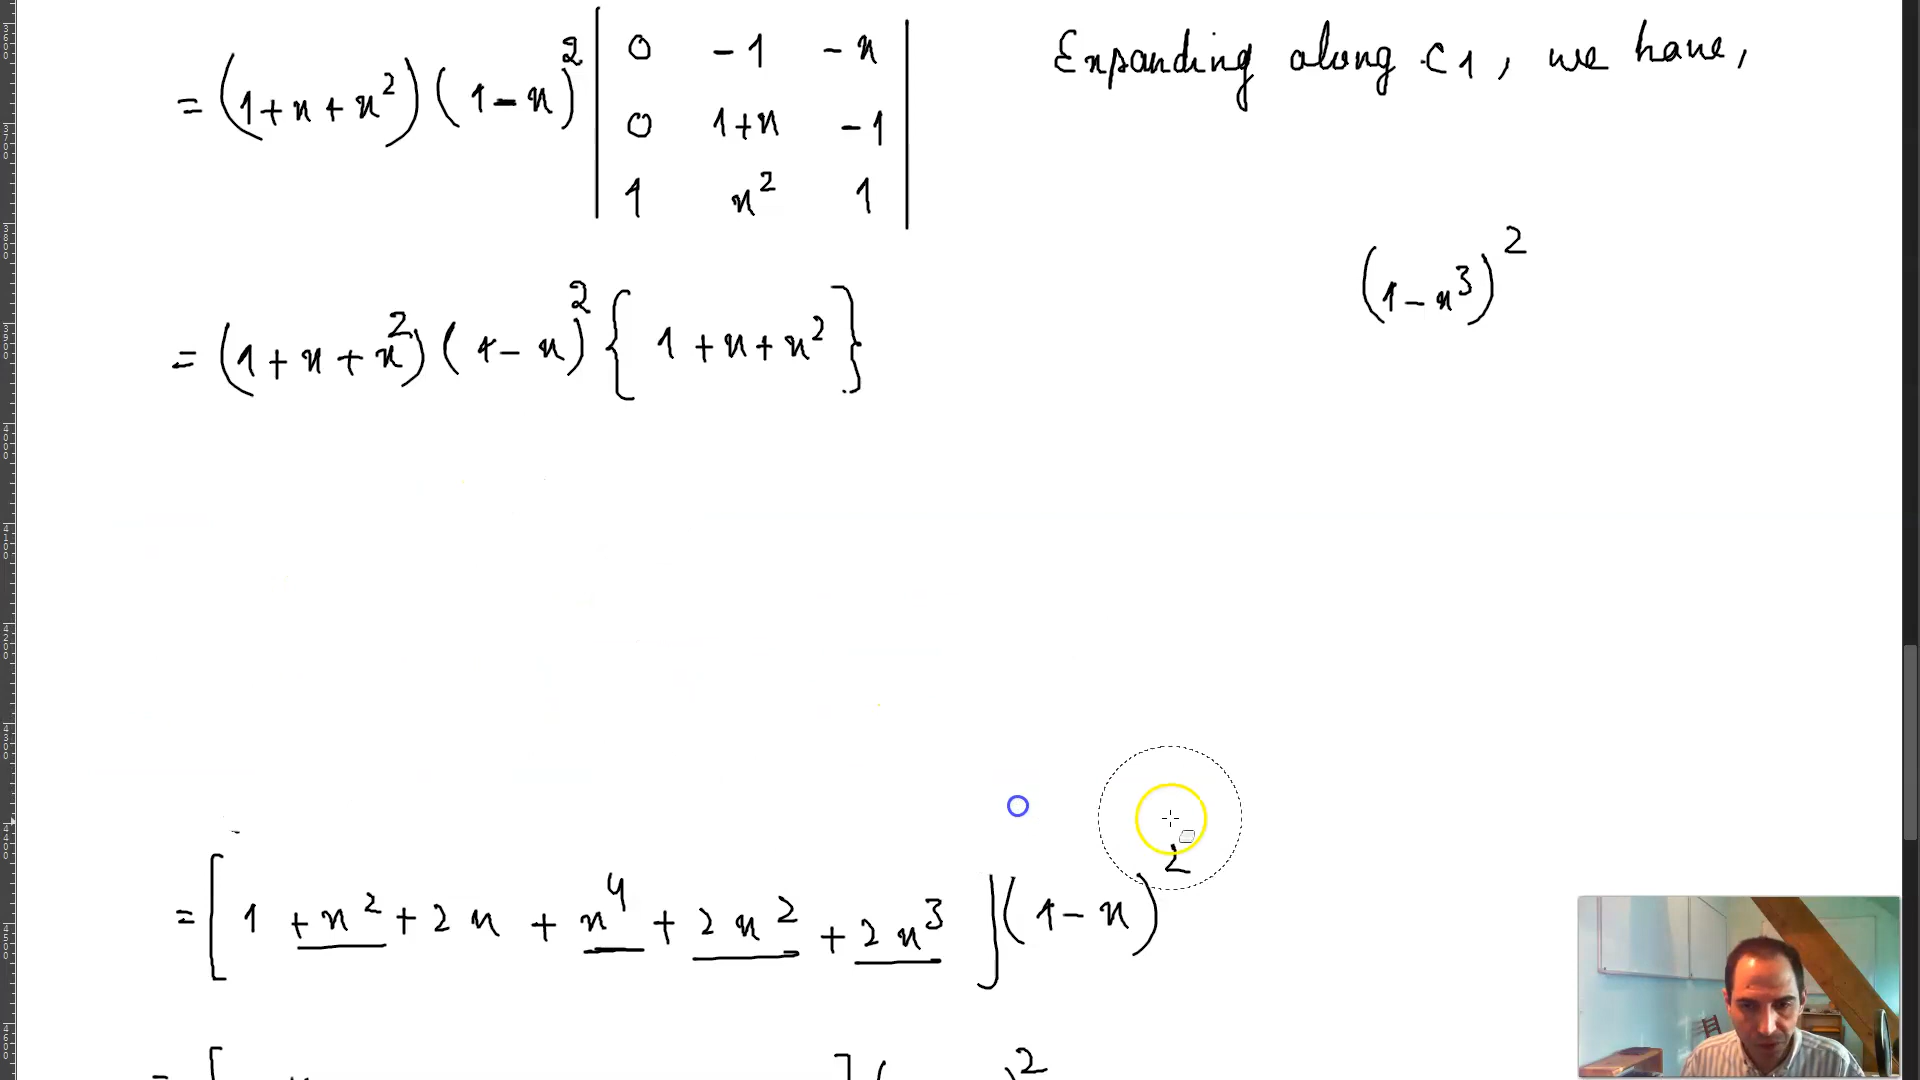 = (1+x+x²)(1-x)² | 0 -1 -x |
| 0 1+x -1 |
| 1 x² 1 |
Expanding along C1, we have,
(1-x³)²
= (1+x+x²)(1-x)² { 1+x+x² }
= [ 1 + x² + 2x + x⁴ + 2x² + 2x³ ](1-x)²